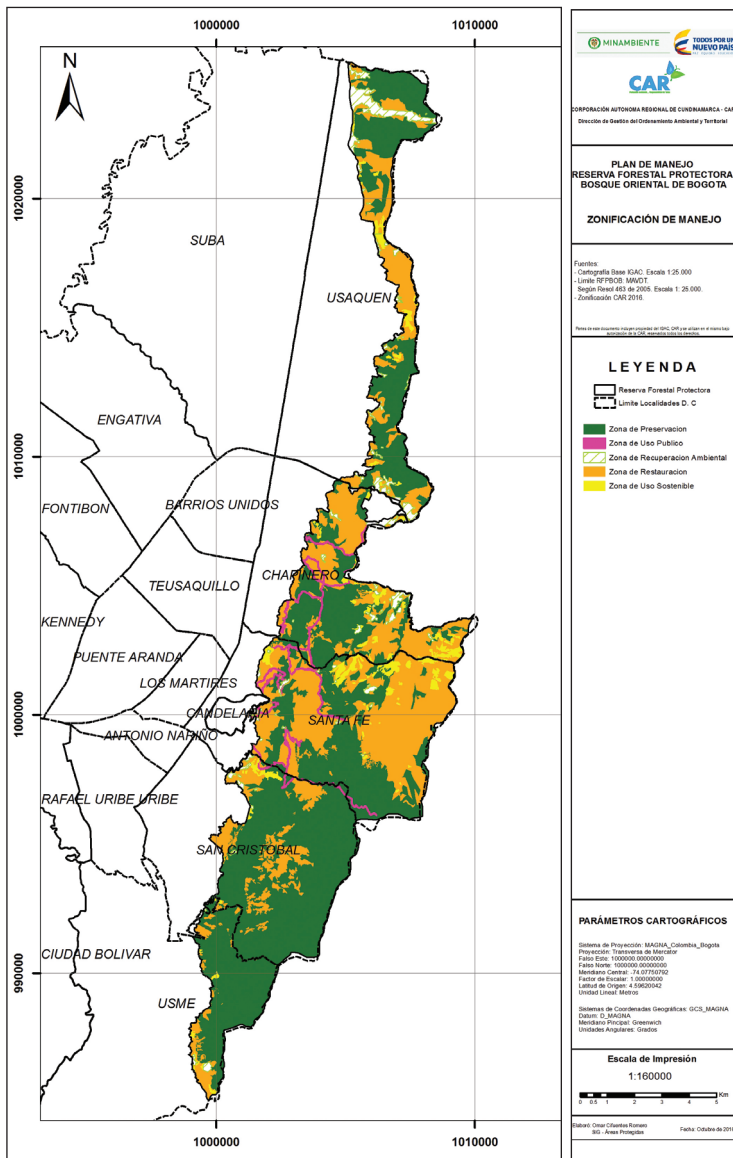 1000000
1010000
N
1020000
1010000
1000000
990000
SUBA
USAQUEN
ENGATIVA
FONTIBON
BARRIOS UNIDOS
TEUSAQUILLO
CHAPINERO
KENNEDY
PUENTE ARANDA
LOS MARTIRES
CANDELARIA
SANTA FE
ANTONIO NARIÑO
RAFAEL URIBE URIBE
SAN CRISTOBAL
CIUDAD BOLIVAR
USME
1000000
1010000
MINAMBIENTE
TODOS POR UN
NUEVO PAÍS
CAR
CORPORACIÓN AUTONOMA REGIONAL DE CUNDINAMARCA - CAR
Dirección de Gestión del Ordenamiento Ambiental y Territorial
PLAN DE MANEJO
RESERVA FORESTAL PROTECTORA
BOSQUE ORIENTAL DE BOGOTA
ZONIFICACIÓN DE MANEJO
Fuentes:
- Cartografía Base IGAC. Escala 1:25.000
- Limite RFPBOB: MAVDT.
Según Resol 463 de 2005. Escala 1: 25.000.
- Zonificación CAR 2016.
LEYENDA
Reserva Forestal Protectora
Limite Localidades D. C
Zona de Preservacion
Zona de Uso Publico
Zona de Recuperacion Ambiental
Zona de Restauracion
Zona de Uso Sostenible
PARÁMETROS CARTOGRÁFICOS
Sistema de Proyección: MAGNA_Colombia_Bogota
Proyección: Transversa de Mercator
Falso Este: 1000000.00000000
Falso Norte: 1000000.00000000
Meridiano Central: -74.07750792
Factor de Escalar: 1.00000000
Latitud de Origen: 4.59620042
Unidad Lineal: Metros
Sistemas de Coordenadas Geográficas: GCS_MAGNA
Datum: D_MAGNA
Meridiano Principal: Greenwich
Unidades Angulares: Grados
Escala de Impresión
1:160000
Km
0 0.5 1 2 3 4 5
Elaboró: Omar Cifuentes Romero
SIG - Areas Protegidas
Fecha: Octubre de